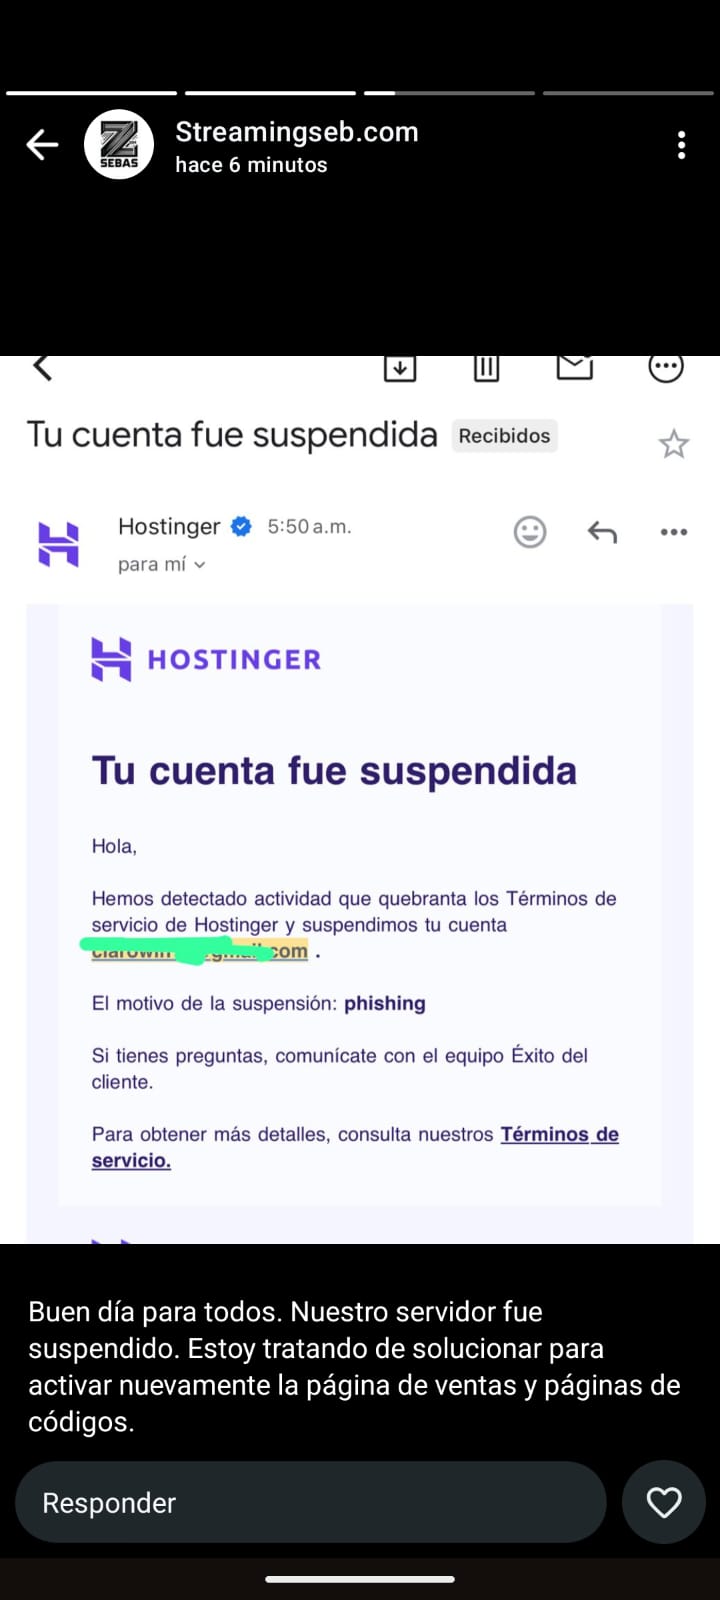 Streamingseb.com
SEBAS
hace 6 minutos
Tu cuenta fue suspendida Recibidos
Hostinger 5:50 a.m.
para mí
HOSTINGER
Tu cuenta fue suspendida
Hola,
Hemos detectado actividad que quebranta los Términos de
servicio de Hostinger y suspendimos tu cuenta
.
El motivo de la suspensión: phishing
Si tienes preguntas, comunícate con el equipo Éxito del
cliente.
Para obtener más detalles, consulta nuestros Términos de
servicio.
Buen día para todos. Nuestro servidor fue
suspendido. Estoy tratando de solucionar para
activar nuevamente la página de ventas y páginas de
códigos.
Responder